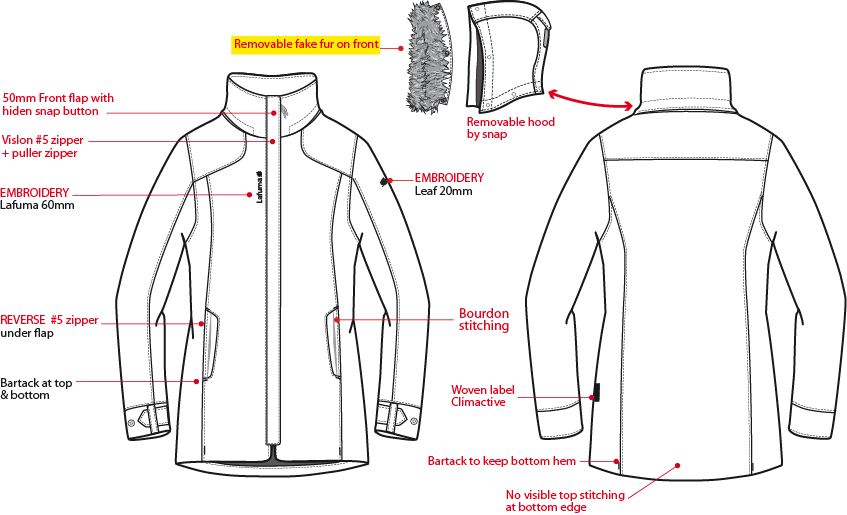 Removable fake fur on front
50mm Front flap with
hiden snap button
Removable hood
by snap
Vislon #5 zipper
+ puller zipper
EMBROIDERY
Lafuma 60mm
Lafuma
EMBROIDERY
Leaf 20mm
REVERSE #5 zipper
under flap
Bourdon
stitching
Bartack at top
& bottom
Woven label
Climactive
Bartack to keep bottom hem
No visible top stitching
at bottom edge